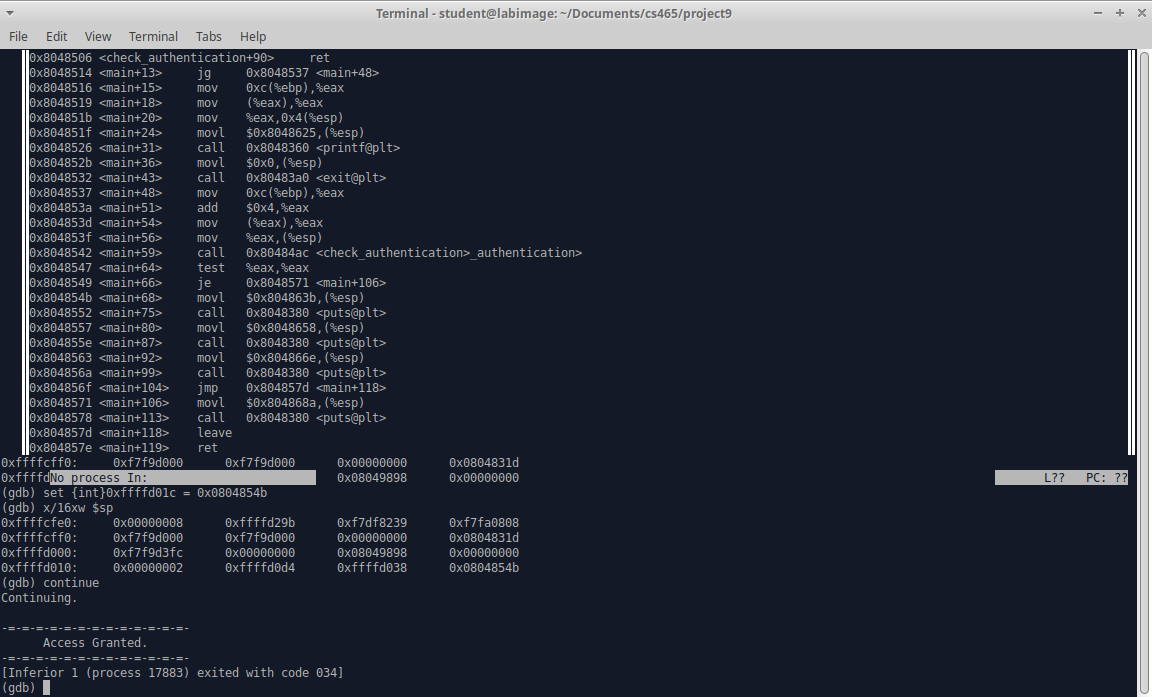 Terminal - student@labimage: ~/Documents/cs465/project9
File Edit View Terminal Tabs Help
0x8048506 <check_authentication+90> ret
0x8048514 <main+13> jg 0x8048537 <main+48>
0x8048516 <main+15> mov 0xc(%ebp),%eax
0x8048519 <main+18> mov (%eax),%eax
0x804851b <main+20> mov %eax,0x4(%esp)
0x804851f <main+24> movl $0x8048625,(%esp)
0x8048526 <main+31> call 0x8048360 <printf@plt>
0x804852b <main+36> movl $0x0,(%esp)
0x8048532 <main+43> call 0x80483a0 <exit@plt>
0x8048537 <main+48> mov 0xc(%ebp),%eax
0x804853a <main+51> add $0x4,%eax
0x804853d <main+54> mov (%eax),%eax
0x804853f <main+56> mov %eax,(%esp)
0x8048542 <main+59> call 0x80484ac <check_authentication>_authentication>
0x8048547 <main+64> test %eax,%eax
0x8048549 <main+66> je 0x8048571 <main+106>
0x804854b <main+68> movl $0x804863b,(%esp)
0x8048552 <main+75> call 0x8048380 <puts@plt>
0x8048557 <main+80> movl $0x8048658,(%esp)
0x804855e <main+87> call 0x8048380 <puts@plt>
0x8048563 <main+92> movl $0x804866e,(%esp)
0x804856a <main+99> call 0x8048380 <puts@plt>
0x804856f <main+104> jmp 0x804857d <main+118>
0x8048571 <main+106> movl $0x804868a,(%esp)
0x8048578 <main+113> call 0x8048380 <puts@plt>
0x804857d <main+118> leave
0x804857e <main+119> ret
0xffffcff0: 0xf7f9d000 0xf7f9d000 0x00000000 0x0804831d
0xffffdNo process In: 0x08049898 0x00000000 L?? PC: ??
(gdb) set {int}0xffffd01c = 0x0804854b
(gdb) x/16xw $sp
0xffffcfe0: 0x00000008 0xffffd29b 0xf7df8239 0xf7fa0808
0xffffcff0: 0xf7f9d000 0xf7f9d000 0x00000000 0x0804831d
0xffffd000: 0xf7f9d3fc 0x00000000 0x08049898 0x00000000
0xffffd010: 0x00000002 0xffffd0d4 0xffffd038 0x0804854b
(gdb) continue
Continuing.
-=-=-=-=-=-=-=-=-=-=-=-=-=-
Access Granted.
-=-=-=-=-=-=-=-=-=-=-=-=-=-
[Inferior 1 (process 17883) exited with code 034]
(gdb)